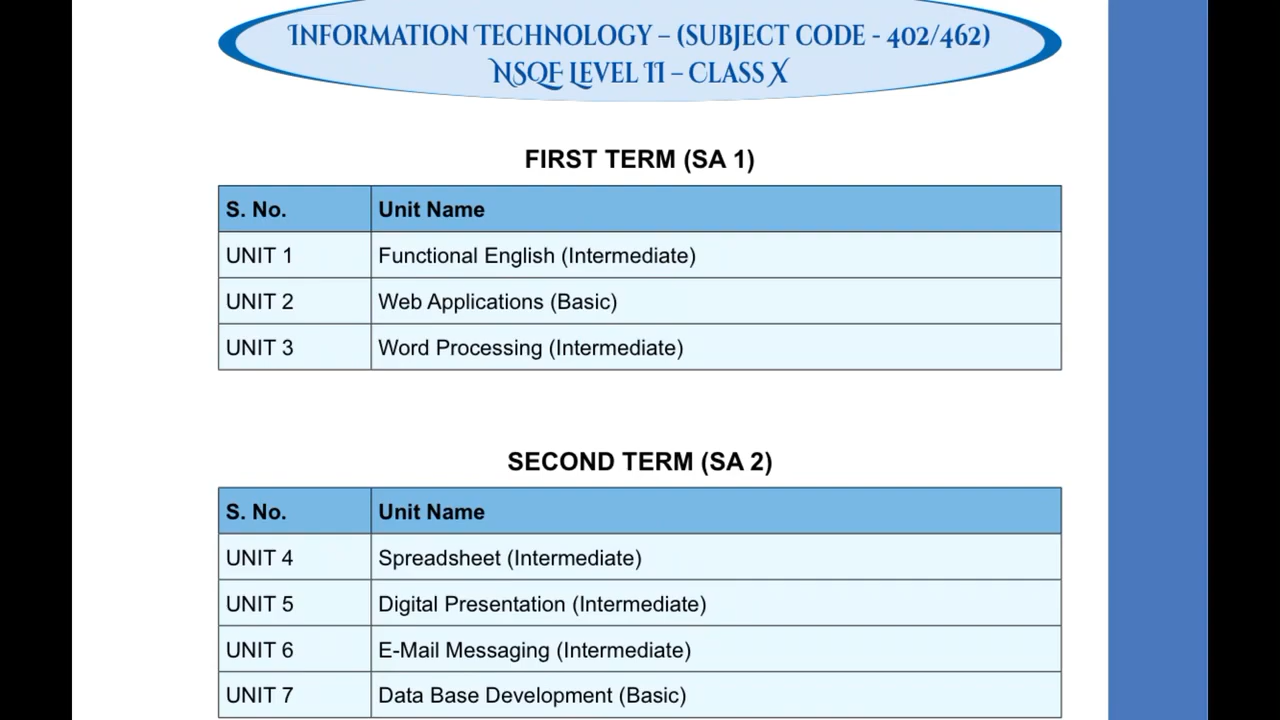 INFORMATION TECHNOLOGY – (SUBJECT CODE - 402/462)
NSQF LEVEL II – CLASS X
FIRST TERM (SA 1)
S. No. Unit Name
UNIT 1 Functional English (Intermediate)
UNIT 2 Web Applications (Basic)
UNIT 3 Word Processing (Intermediate)
SECOND TERM (SA 2)
S. No. Unit Name
UNIT 4 Spreadsheet (Intermediate)
UNIT 5 Digital Presentation (Intermediate)
UNIT 6 E-Mail Messaging (Intermediate)
UNIT 7 Data Base Development (Basic)